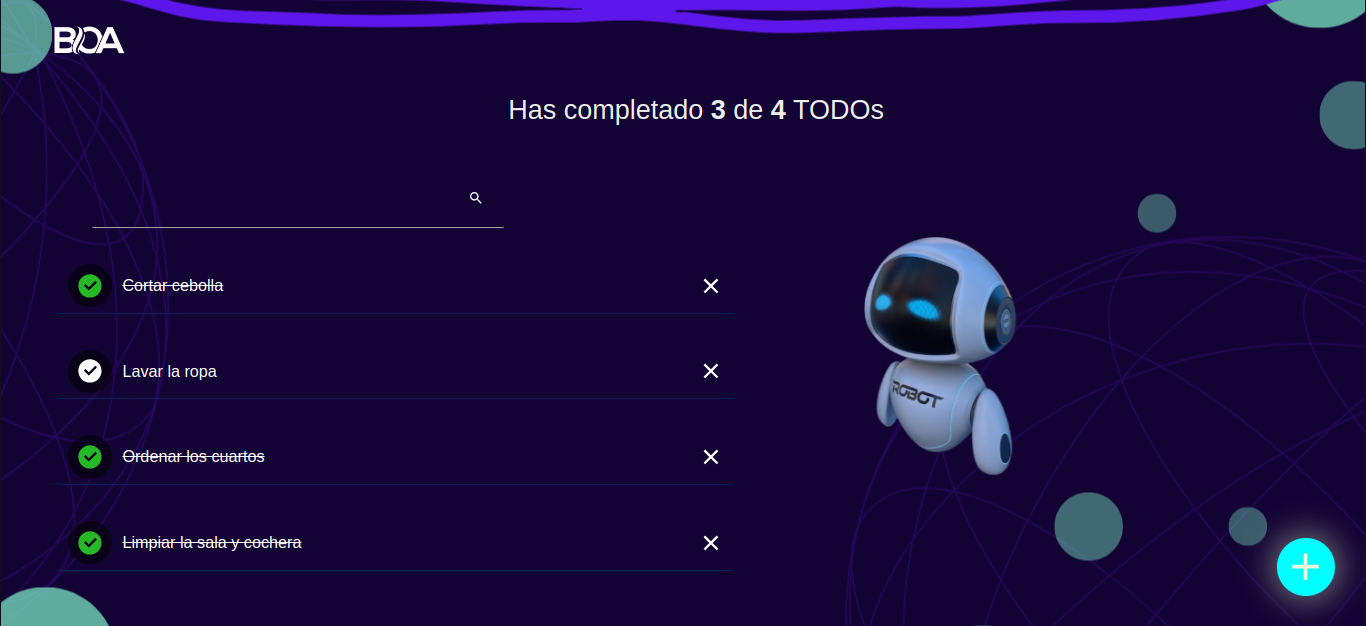 BOA
Has completado 3 de 4 TODOs
Cortar cebolla
Lavar la ropa
Ordenar los cuartos
Limpiar la sala y cochera
ROBOT